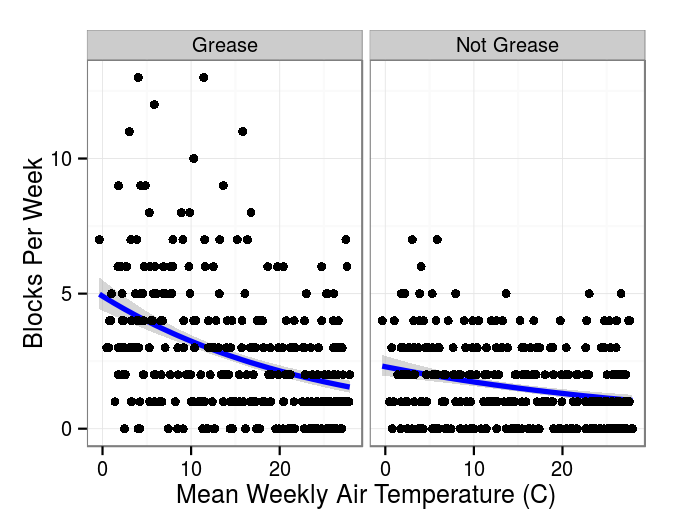 Grease Not Grease
Blocks Per Week
10
5
0
0 10 20 0 10 20
Mean Weekly Air Temperature (C)